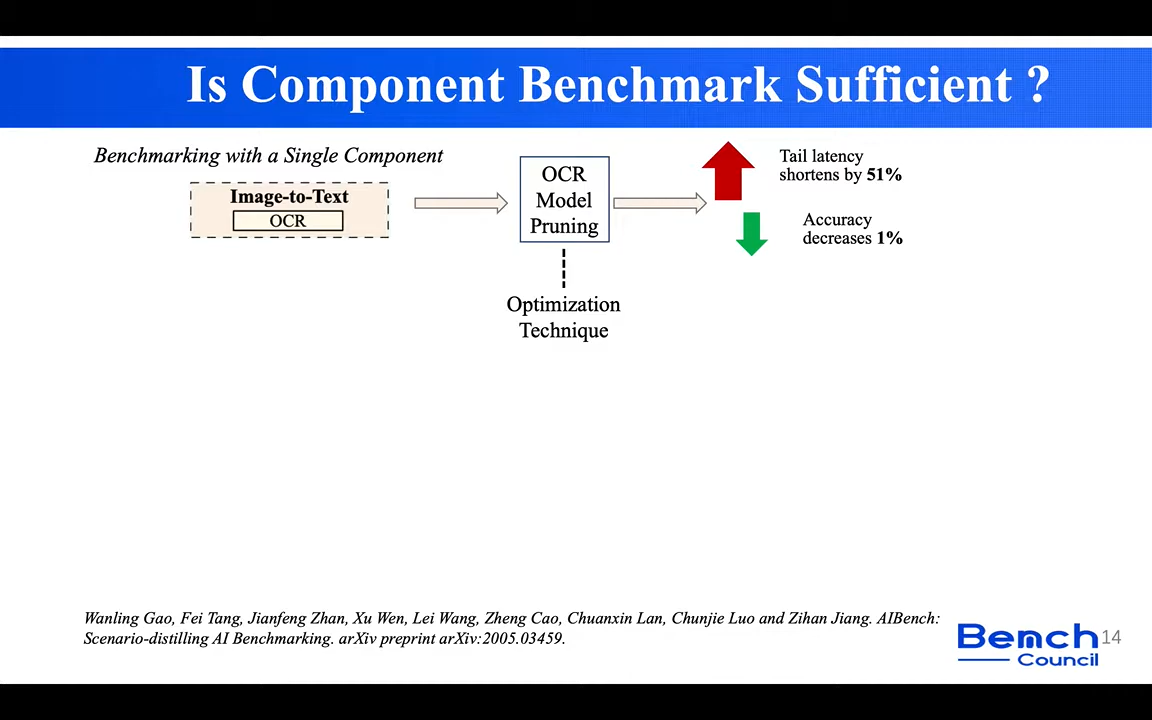 Is Component Benchmark Sufficient ?
Benchmarking with a Single Component
Image-to-Text
OCR
OCR
Model
Pruning
Optimization
Technique
Tail latency
shortens by 51%
Accuracy
decreases 1%
Wanling Gao, Fei Tang, Jianfeng Zhan, Xu Wen, Lei Wang, Zheng Cao, Chuanxin Lan, Chunjie Luo and Zihan Jiang. AIBench:
Scenario-distilling AI Benchmarking. arXiv preprint arXiv:2005.03459.
Bench
Council
14